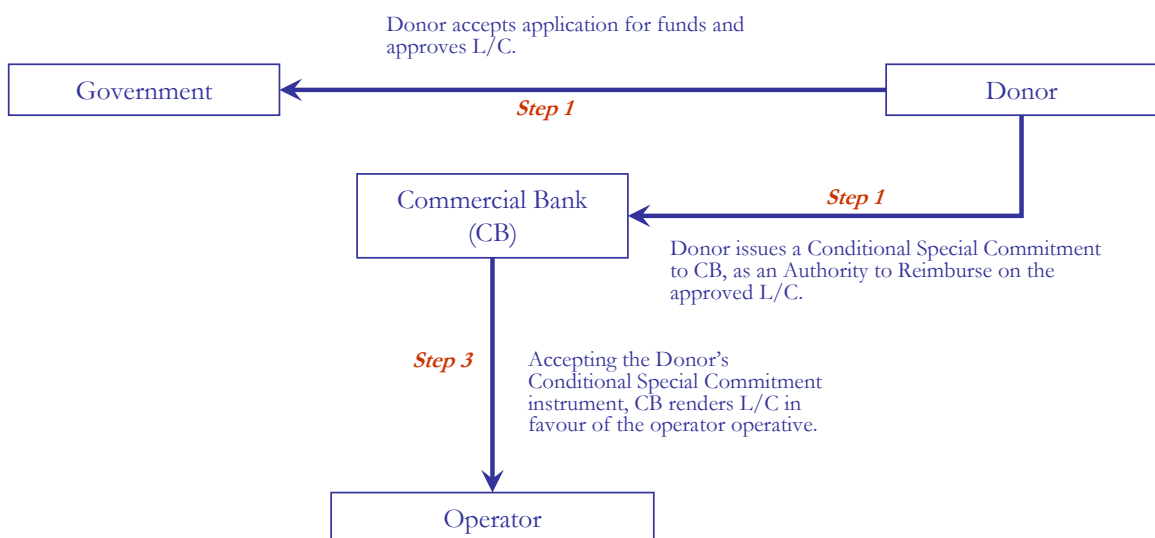 Donor accepts application for funds and
approves L/C.
Government
Donor
Step 1
Commercial Bank
(CB)
Step 1
Donor issues a Conditional Special Commitment
to CB, as an Authority to Reimburse on the
approved L/C.
Step 3
Accepting the Donor’s
Conditional Special Commitment
instrument, CB renders L/C in
favour of the operator operative.
Operator